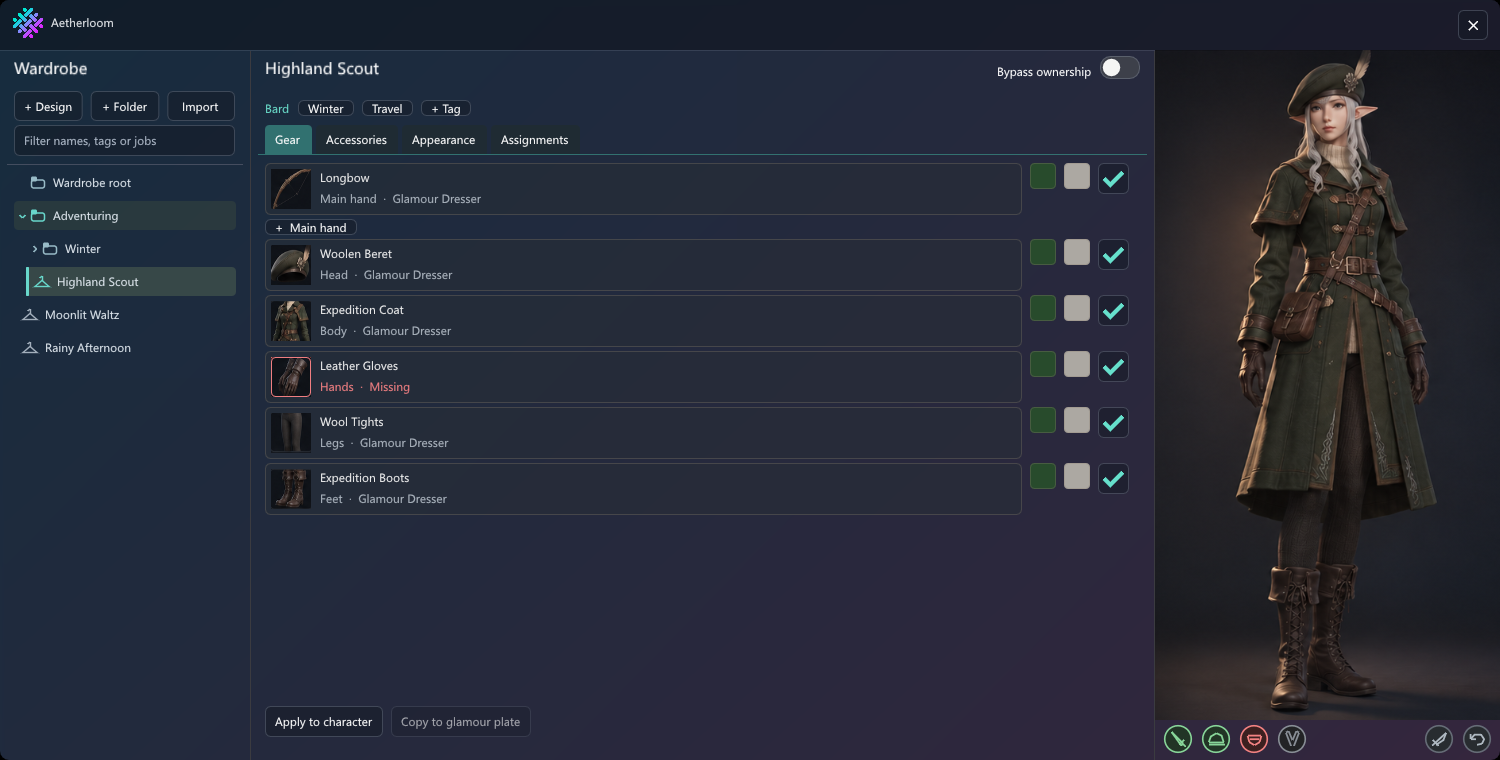 Aetherloom
Wardrobe
+ Design
+ Folder
Import
Filter names, tags or jobs
Wardrobe root
Adventuring
Winter
Highland Scout
Moonlit Waltz
Rainy Afternoon
Highland Scout
Bypass ownership
Bard
Winter
Travel
+ Tag
Gear
Accessories
Appearance
Assignments
Longbow
Main hand · Glamour Dresser
+ Main hand
Woolen Beret
Head · Glamour Dresser
Expedition Coat
Body · Glamour Dresser
Leather Gloves
Hands · Missing
Wool Tights
Legs · Glamour Dresser
Expedition Boots
Feet · Glamour Dresser
Apply to character
Copy to glamour plate